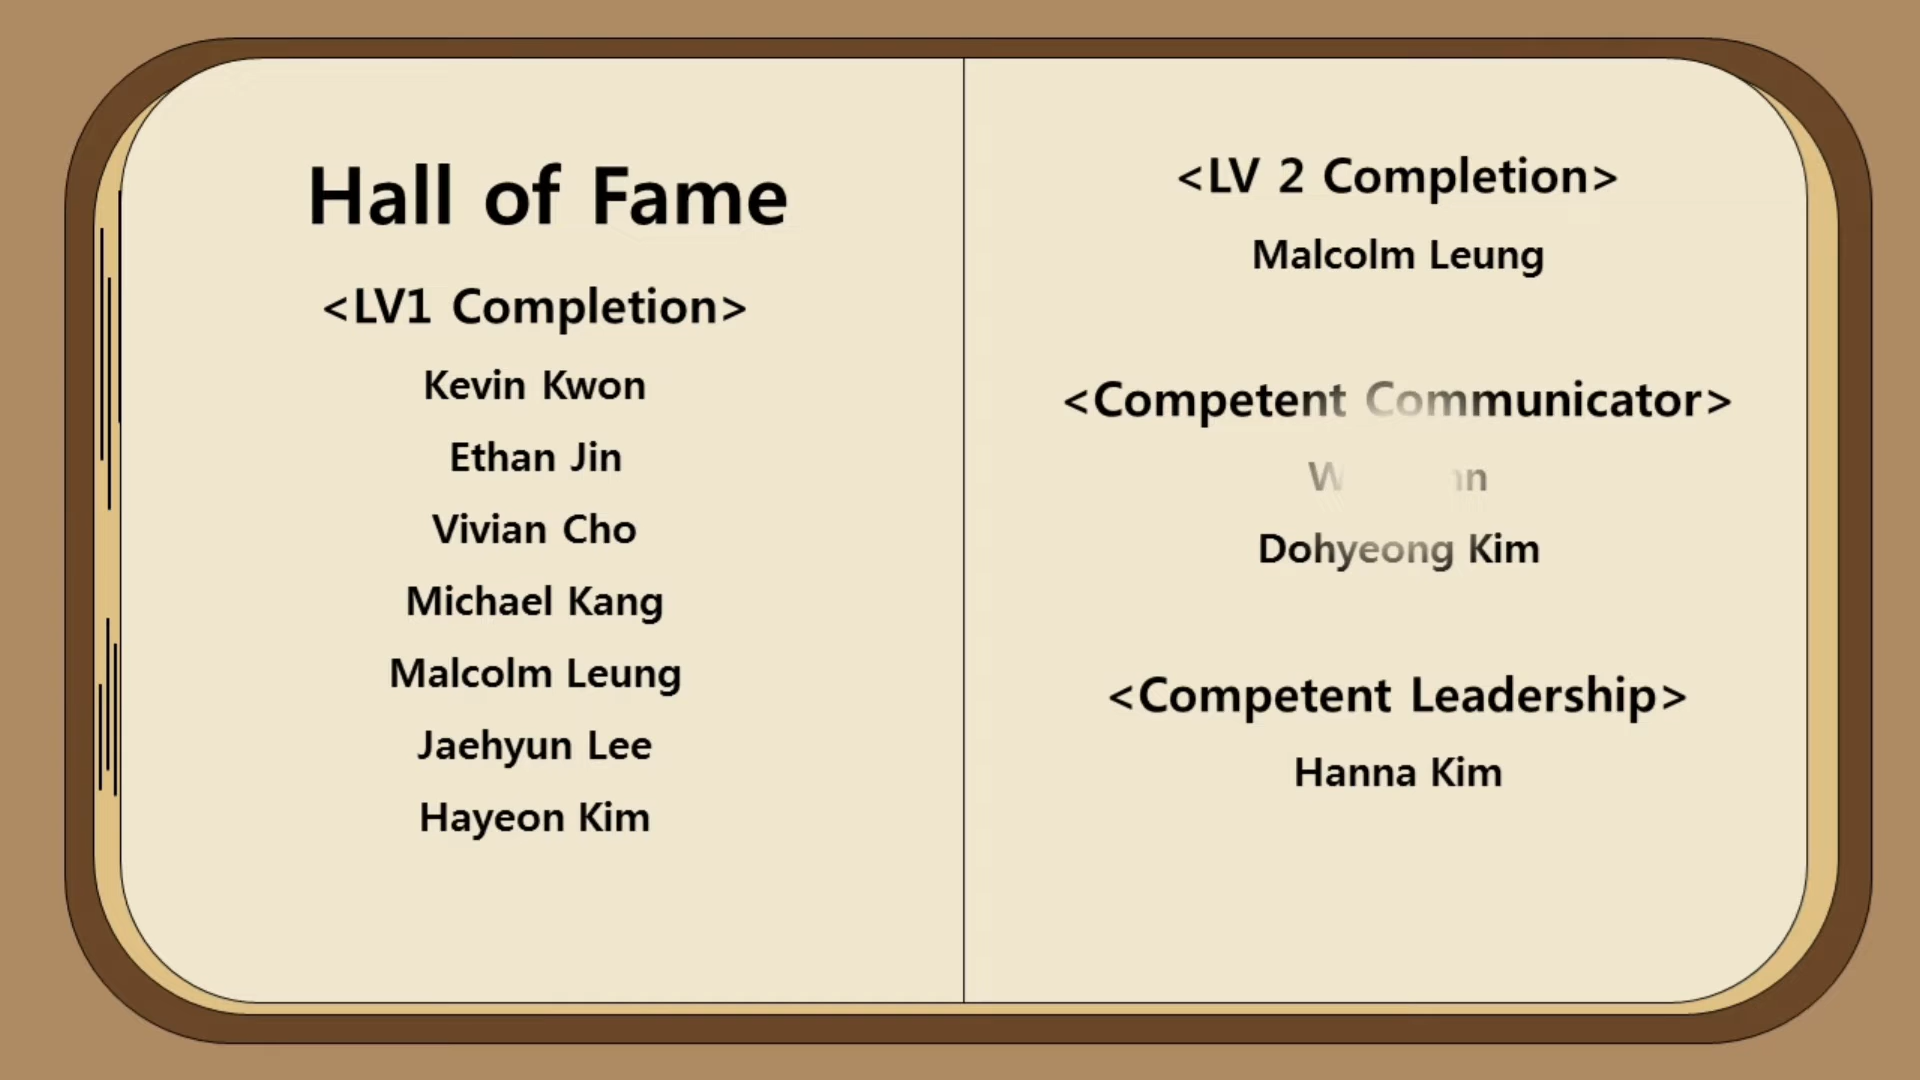 Hall of Fame
<LV1 Completion>
Kevin Kwon
Ethan Jin
Vivian Cho
Michael Kang
Malcolm Leung
Jaehyun Lee
Hayeon Kim
<LV 2 Completion>
Malcolm Leung
<Competent Communicator>
Dohyeong Kim
<Competent Leadership>
Hanna Kim